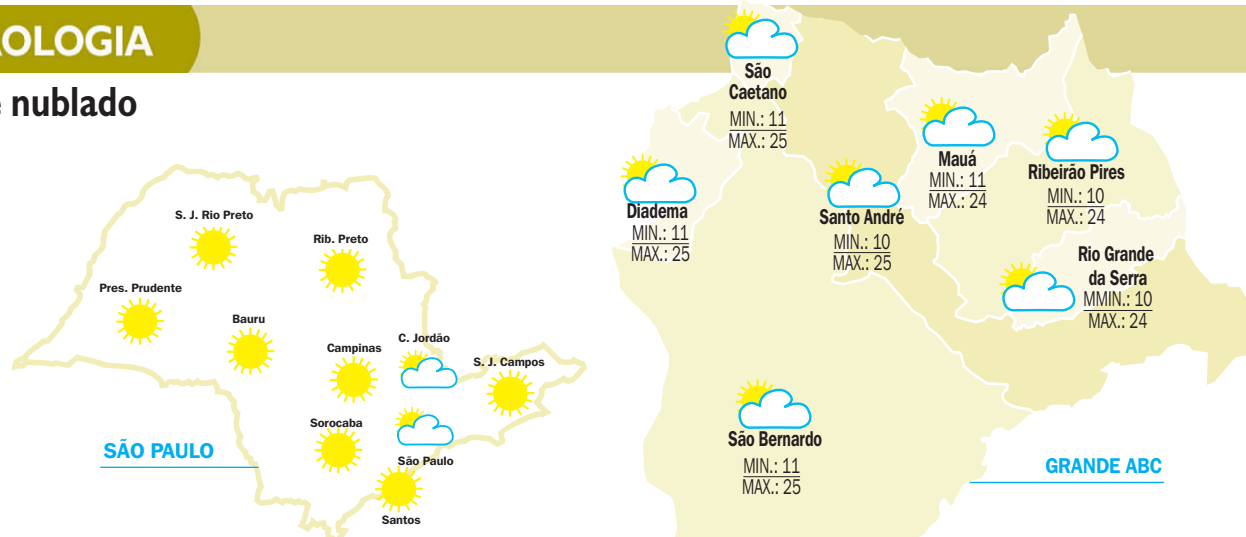 OLOGIA
nublado
S. J. Rio Preto
Rib. Preto
Pres. Prudente
Bauru
Campinas
C. Jordão
S. J. Campos
Sorocaba
São Paulo
Santos
SÃO PAULO
São
Caetano
MIN.: 11
MAX.: 25
Mauá
MIN.: 11
MAX.: 24
Ribeirão Pires
MIN.: 10
MAX.: 24
Diadema
MIN.: 11
MAX.: 25
Santo André
MIN.: 10
MAX.: 25
Rio Grande
da Serra
MMIN.: 10
MAX.: 24
São Bernardo
MIN.: 11
MAX.: 25
GRANDE ABC